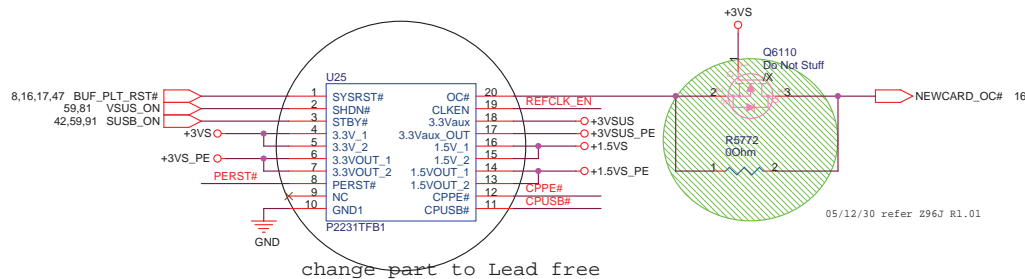 +3VS
Q6110
Do Not Stuff
/X
1
2
3
U25
8,16,17,47 BUF_PLT_RST#
59,81 VSUS_ON
42,59,91 SUSB_ON
+3VS
+3VS_PE
PERST#
GND
1 SYSRST#
2 SHDN#
3 STBY#
4 3.3V_1
5 3.3V_2
6 3.3VOUT_1
7 3.3VOUT_2
8 PERST#
9 NC
10 GND1
OC# 20
CLKEN 19
3.3Vaux 18
3.3Vaux_OUT 17
1.5V_1 16
1.5V_2 15
1.5VOUT_1 14
1.5VOUT_2 13
CPPE# 12
CPUSB# 11
P2231TFB1
REFCLK_EN
+3VSUS
+3VSUS_PE
+1.5VS
+1.5VS_PE
CPPE#
CPUSB#
NEWCARD_OC# 16
R5772
0Ohm
1 2
05/12/30 refer Z96J R1.01
change part to Lead free